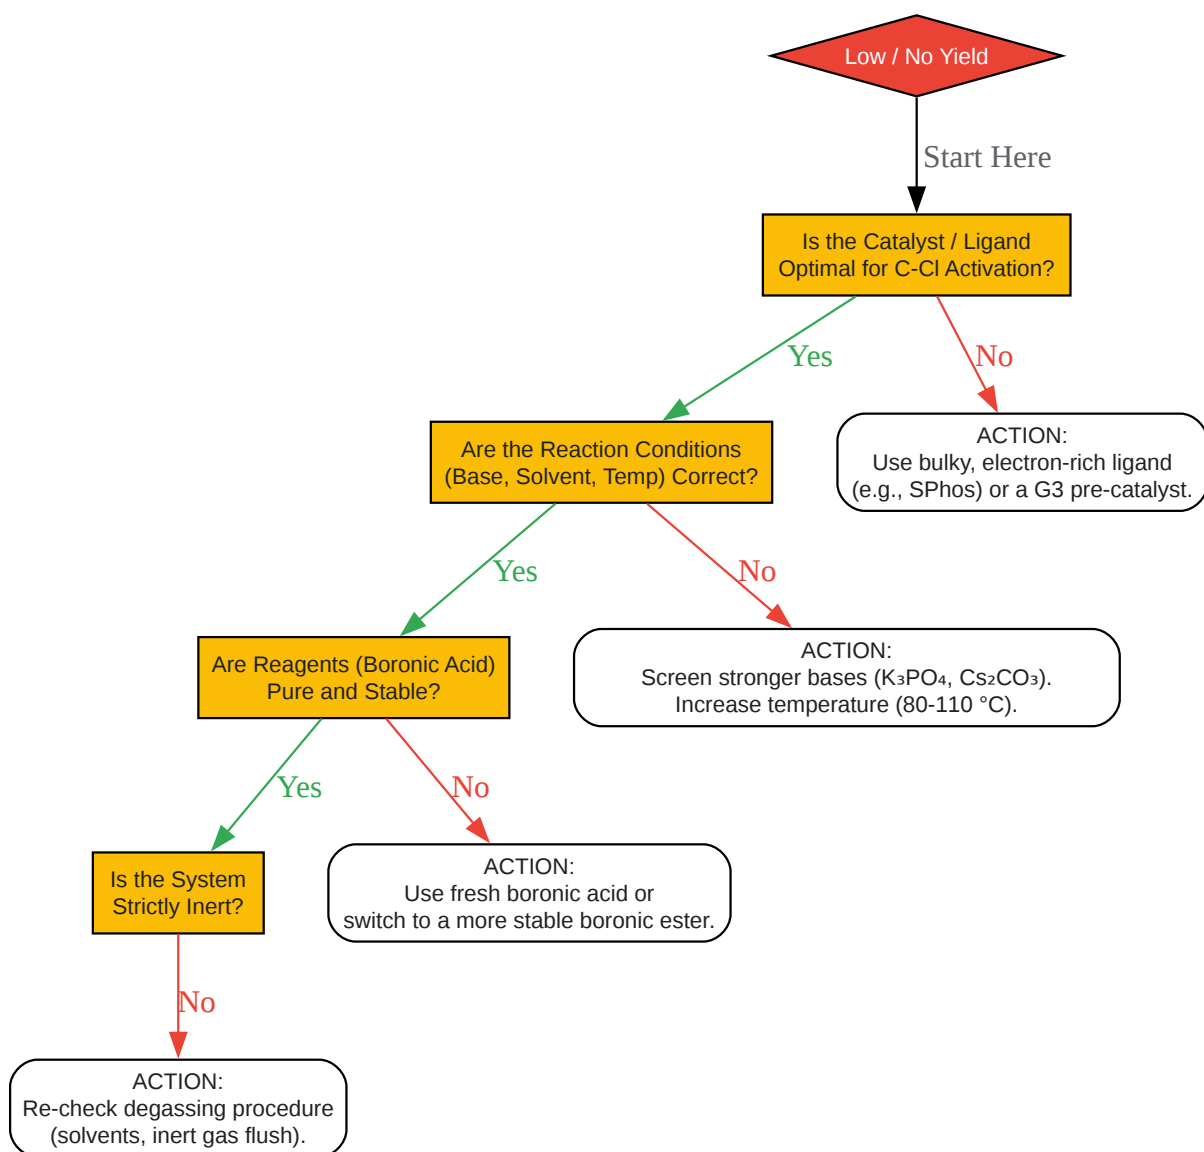 Low / No Yield
Start Here
Is the Catalyst / Ligand
Optimal for C-Cl Activation?
Yes
No
ACTION:
Use bulky, electron-rich ligand
(e.g., SPhos) or a G3 pre-catalyst.
Are the Reaction Conditions
(Base, Solvent, Temp) Correct?
Yes
No
ACTION:
Screen stronger bases (K₃PO₄, Cs₂CO₃).
Increase temperature (80-110 °C).
Are Reagents (Boronic Acid)
Pure and Stable?
Yes
No
ACTION:
Use fresh boronic acid or
switch to a more stable boronic ester.
Is the System
Strictly Inert?
No
ACTION:
Re-check degassing procedure
(solvents, inert gas flush).